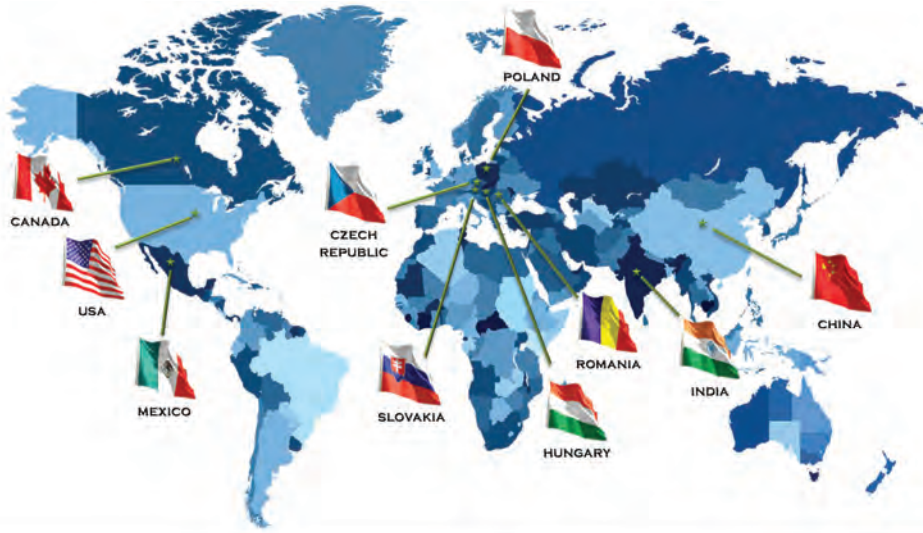 POLAND
CANADA
CZECH
REPUBLIC
USA
CHINA
ROMANIA
INDIA
MEXICO
SLOVAKIA
HUNGARY